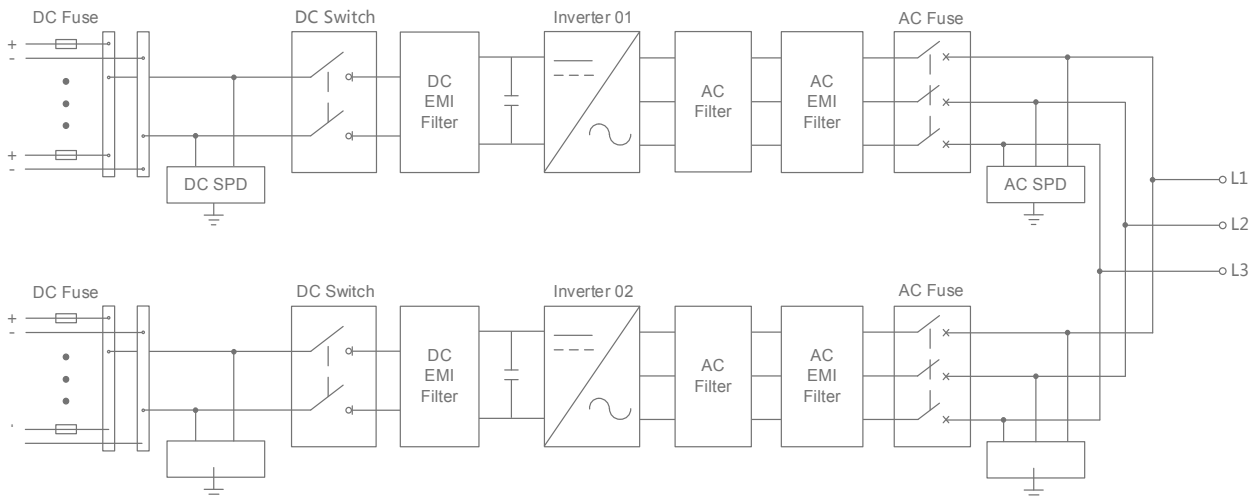 DC Fuse
DC Switch
Inverter 01
AC Fuse
+
-
DC
EMI
Filter
AC
Filter
AC
EMI
Filter
+
-
DC SPD
AC SPD
L1
L2
L3
DC Fuse
DC Switch
Inverter 02
AC Fuse
+
-
DC
EMI
Filter
AC
Filter
AC
EMI
Filter